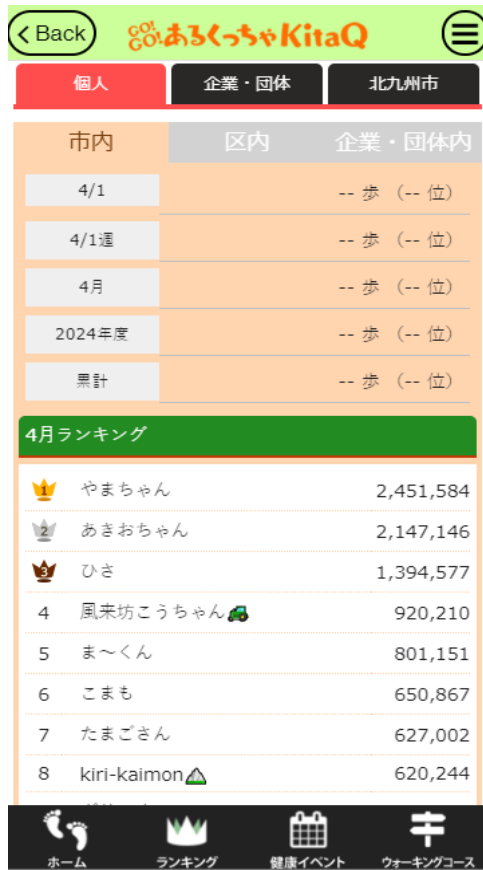 Back
GO! GO! あるくっちゃKitaQ
個人 企業・団体 北九州市
市内 区内 企業・団体内
4/1 -- 歩 (-- 位)
4/1週 -- 歩 (-- 位)
4月 -- 歩 (-- 位)
2024年度 -- 歩 (-- 位)
累計 -- 歩 (-- 位)
4月ランキング
1 やまちゃん 2,451,584
2 あきおちゃん 2,147,146
3 ひさ 1,394,577
4 風来坊こうちゃん 920,210
5 ま〜くん 801,151
6 こまも 650,867
7 たまごさん 627,002
8 kiri-kaimon 620,244
ホーム ランキング 健康イベント ウォーキングコース